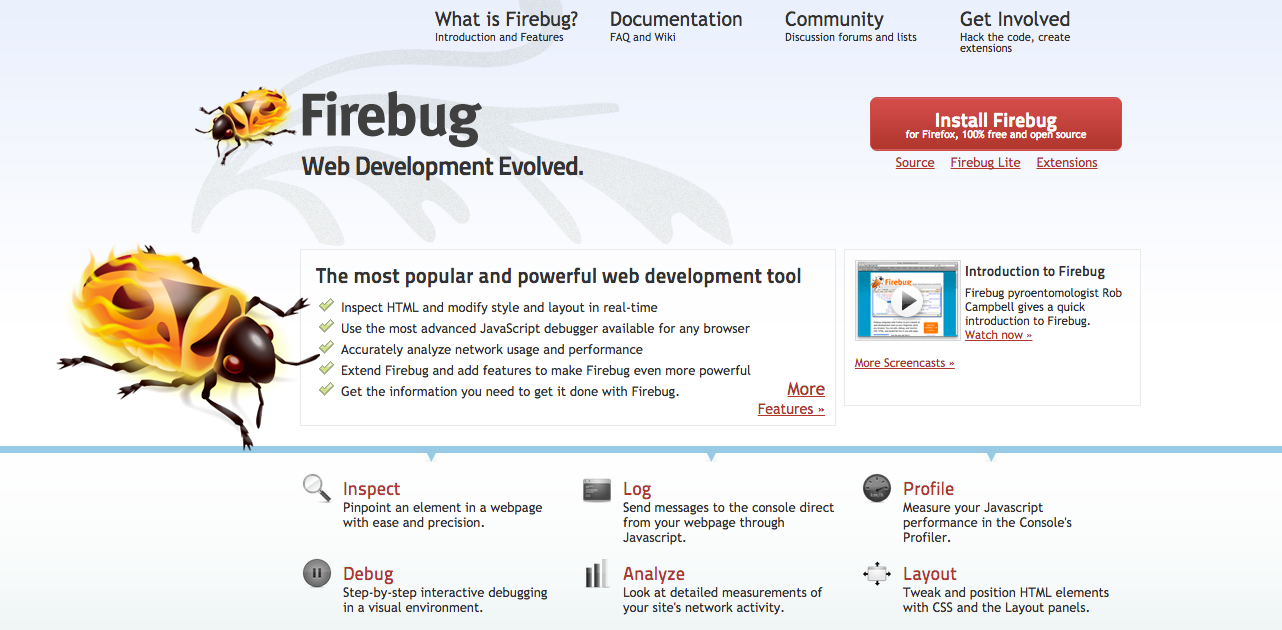 What is Firebug?
Introduction and Features
Documentation
FAQ and Wiki
Community
Discussion forums and lists
Get Involved
Hack the code, create
extensions
Firebug
Web Development Evolved.
Install Firebug
for Firefox, 100% free and open source
Source Firebug Lite Extensions
The most popular and powerful web development tool
Inspect HTML and modify style and layout in real-time
Use the most advanced JavaScript debugger available for any browser
Accurately analyze network usage and performance
Extend Firebug and add features to make Firebug even more powerful
Get the information you need to get it done with Firebug.
More
Features »
Firebug
Introduction to Firebug
Firebug pyroentomologist Rob
Campbell gives a quick
introduction to Firebug.
Watch now »
More Screencasts »
Inspect
Pinpoint an element in a webpage
with ease and precision.
Log
Send messages to the console direct
from your webpage through
Javascript.
Profile
Measure your Javascript
performance in the Console's
Profiler.
Debug
Step-by-step interactive debugging
in a visual environment.
Analyze
Look at detailed measurements of
your site's network activity.
Layout
Tweak and position HTML elements
with CSS and the Layout panels.